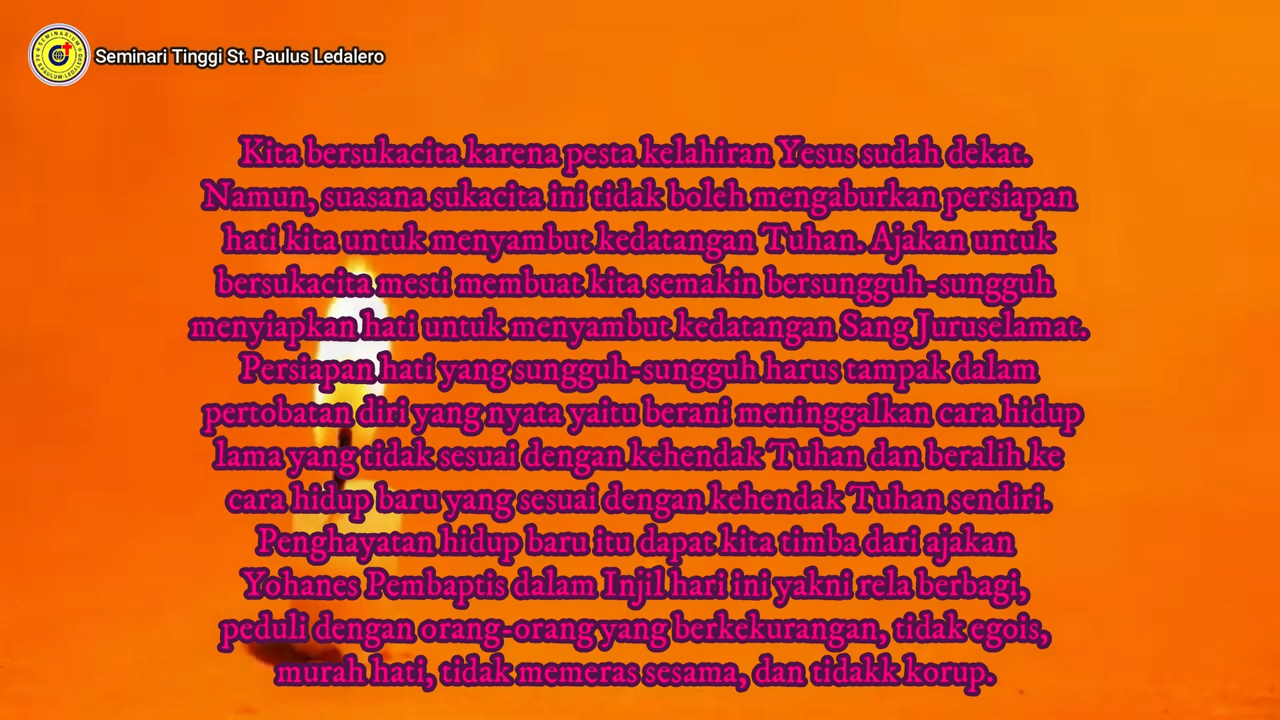 Seminari Tinggi St. Paulus Ledalero
Kita bersukacita karena pesta kelahiran Yesus sudah dekat.
Namun, suasana sukacita ini tidak boleh mengaburkan persiapan
hati kita untuk menyambut kedatangan Tuhan. Ajakan untuk
bersukacita mesti membuat kita semakin bersungguh-sungguh
menyiapkan hati untuk menyambut kedatangan Sang Juruselamat.
Persiapan hati yang sungguh-sungguh harus tampak dalam
pertobatan diri yang nyata yaitu berani meninggalkan cara hidup
lama yang tidak sesuai dengan kehendak Tuhan dan beralih ke
cara hidup baru yang sesuai dengan kehendak Tuhan sendiri.
Penghayatan hidup baru itu dapat kita timba dari ajakan
Yohanes Pembaptis dalam Injil hari ini yakni rela berbagi,
peduli dengan orang-orang yang berkekurangan, tidak egois,
murah hati, tidak memeras sesama, dan tidakk korup.